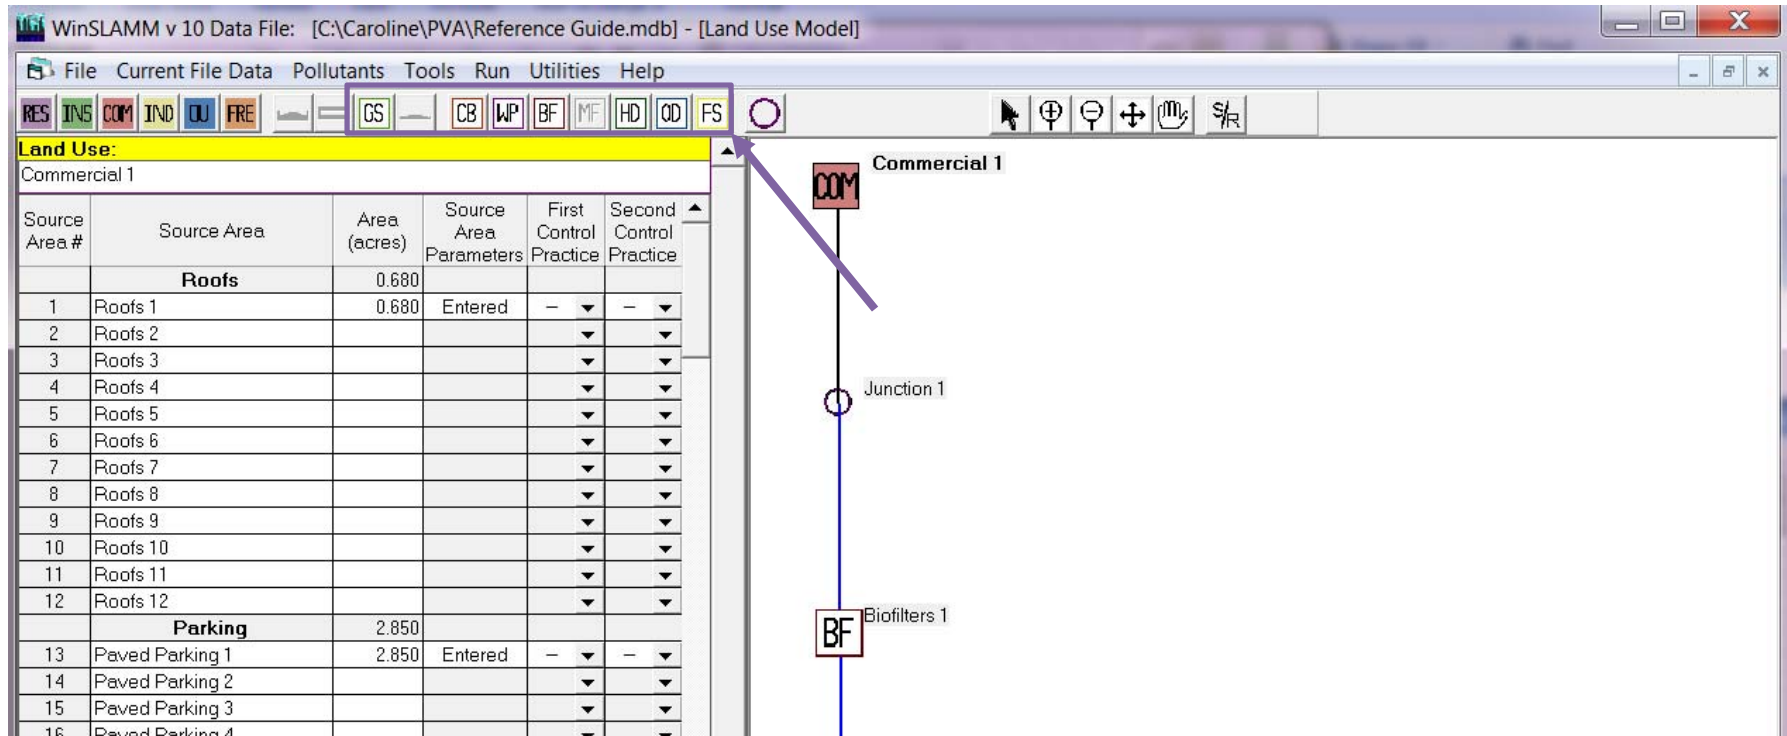 WinSLAMM v 10 Data File: [C:\Caroline\PVA\Reference Guide.mdb] - [Land Use Model]
File Current File Data Pollutants Tools Run Utilities Help
RES INS COM IND OU FRE GS CB WP BF MF HD OD FS S/R
Land Use:
Commercial 1
Source Area # Source Area Area (acres) Source Area Parameters First Control Practice Second Control Practice
Roofs 0.680
1 Roofs 1 0.680 Entered – –
2 Roofs 2
3 Roofs 3
4 Roofs 4
5 Roofs 5
6 Roofs 6
7 Roofs 7
8 Roofs 8
9 Roofs 9
10 Roofs 10
11 Roofs 11
12 Roofs 12
Parking 2.850
13 Paved Parking 1 2.850 Entered – –
14 Paved Parking 2
15 Paved Parking 3
16 Paved Parking 4
COM Commercial 1
Junction 1
BF Biofilters 1